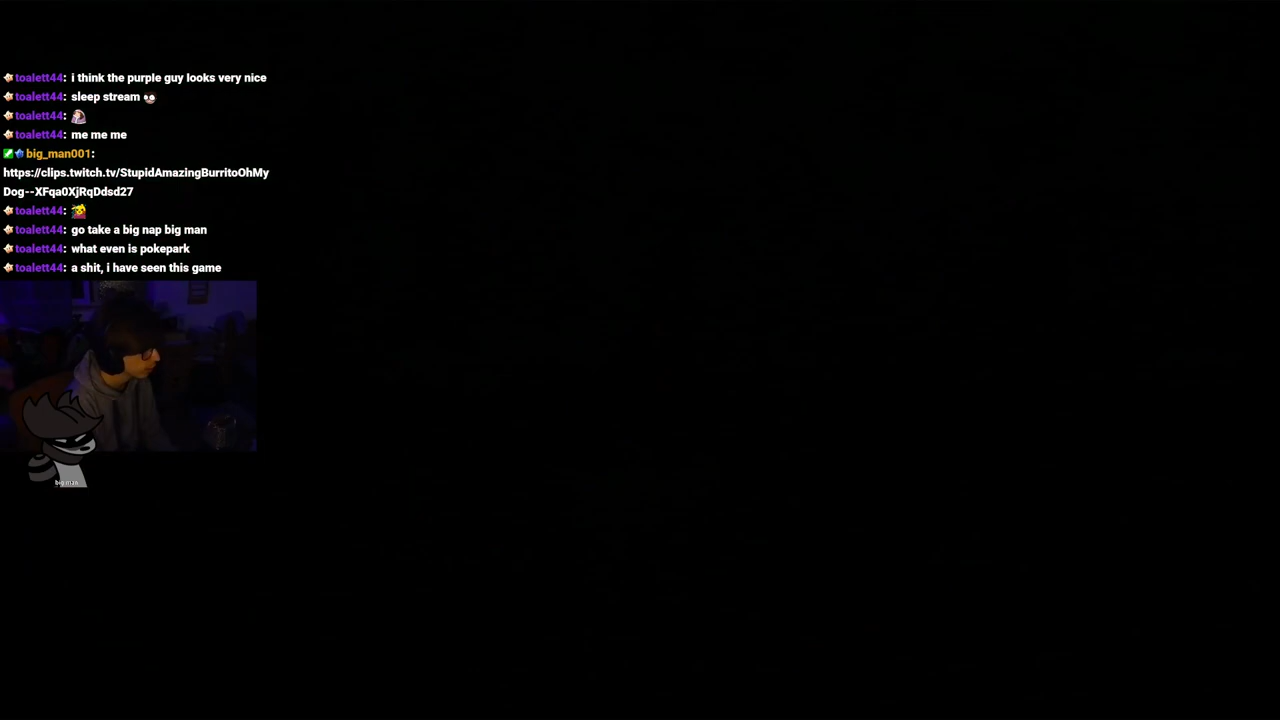 toalett44: i think the purple guy looks very nice
toalett44: sleep stream
toalett44:
toalett44: me me me
big_man001:
https://clips.twitch.tv/StupidAmazingBurritoOhMy
Dog--XFqa0XjRqDdsd27
toalett44:
toalett44: go take a big nap big man
toalett44: what even is pokepark
toalett44: a shit, i have seen this game
big man